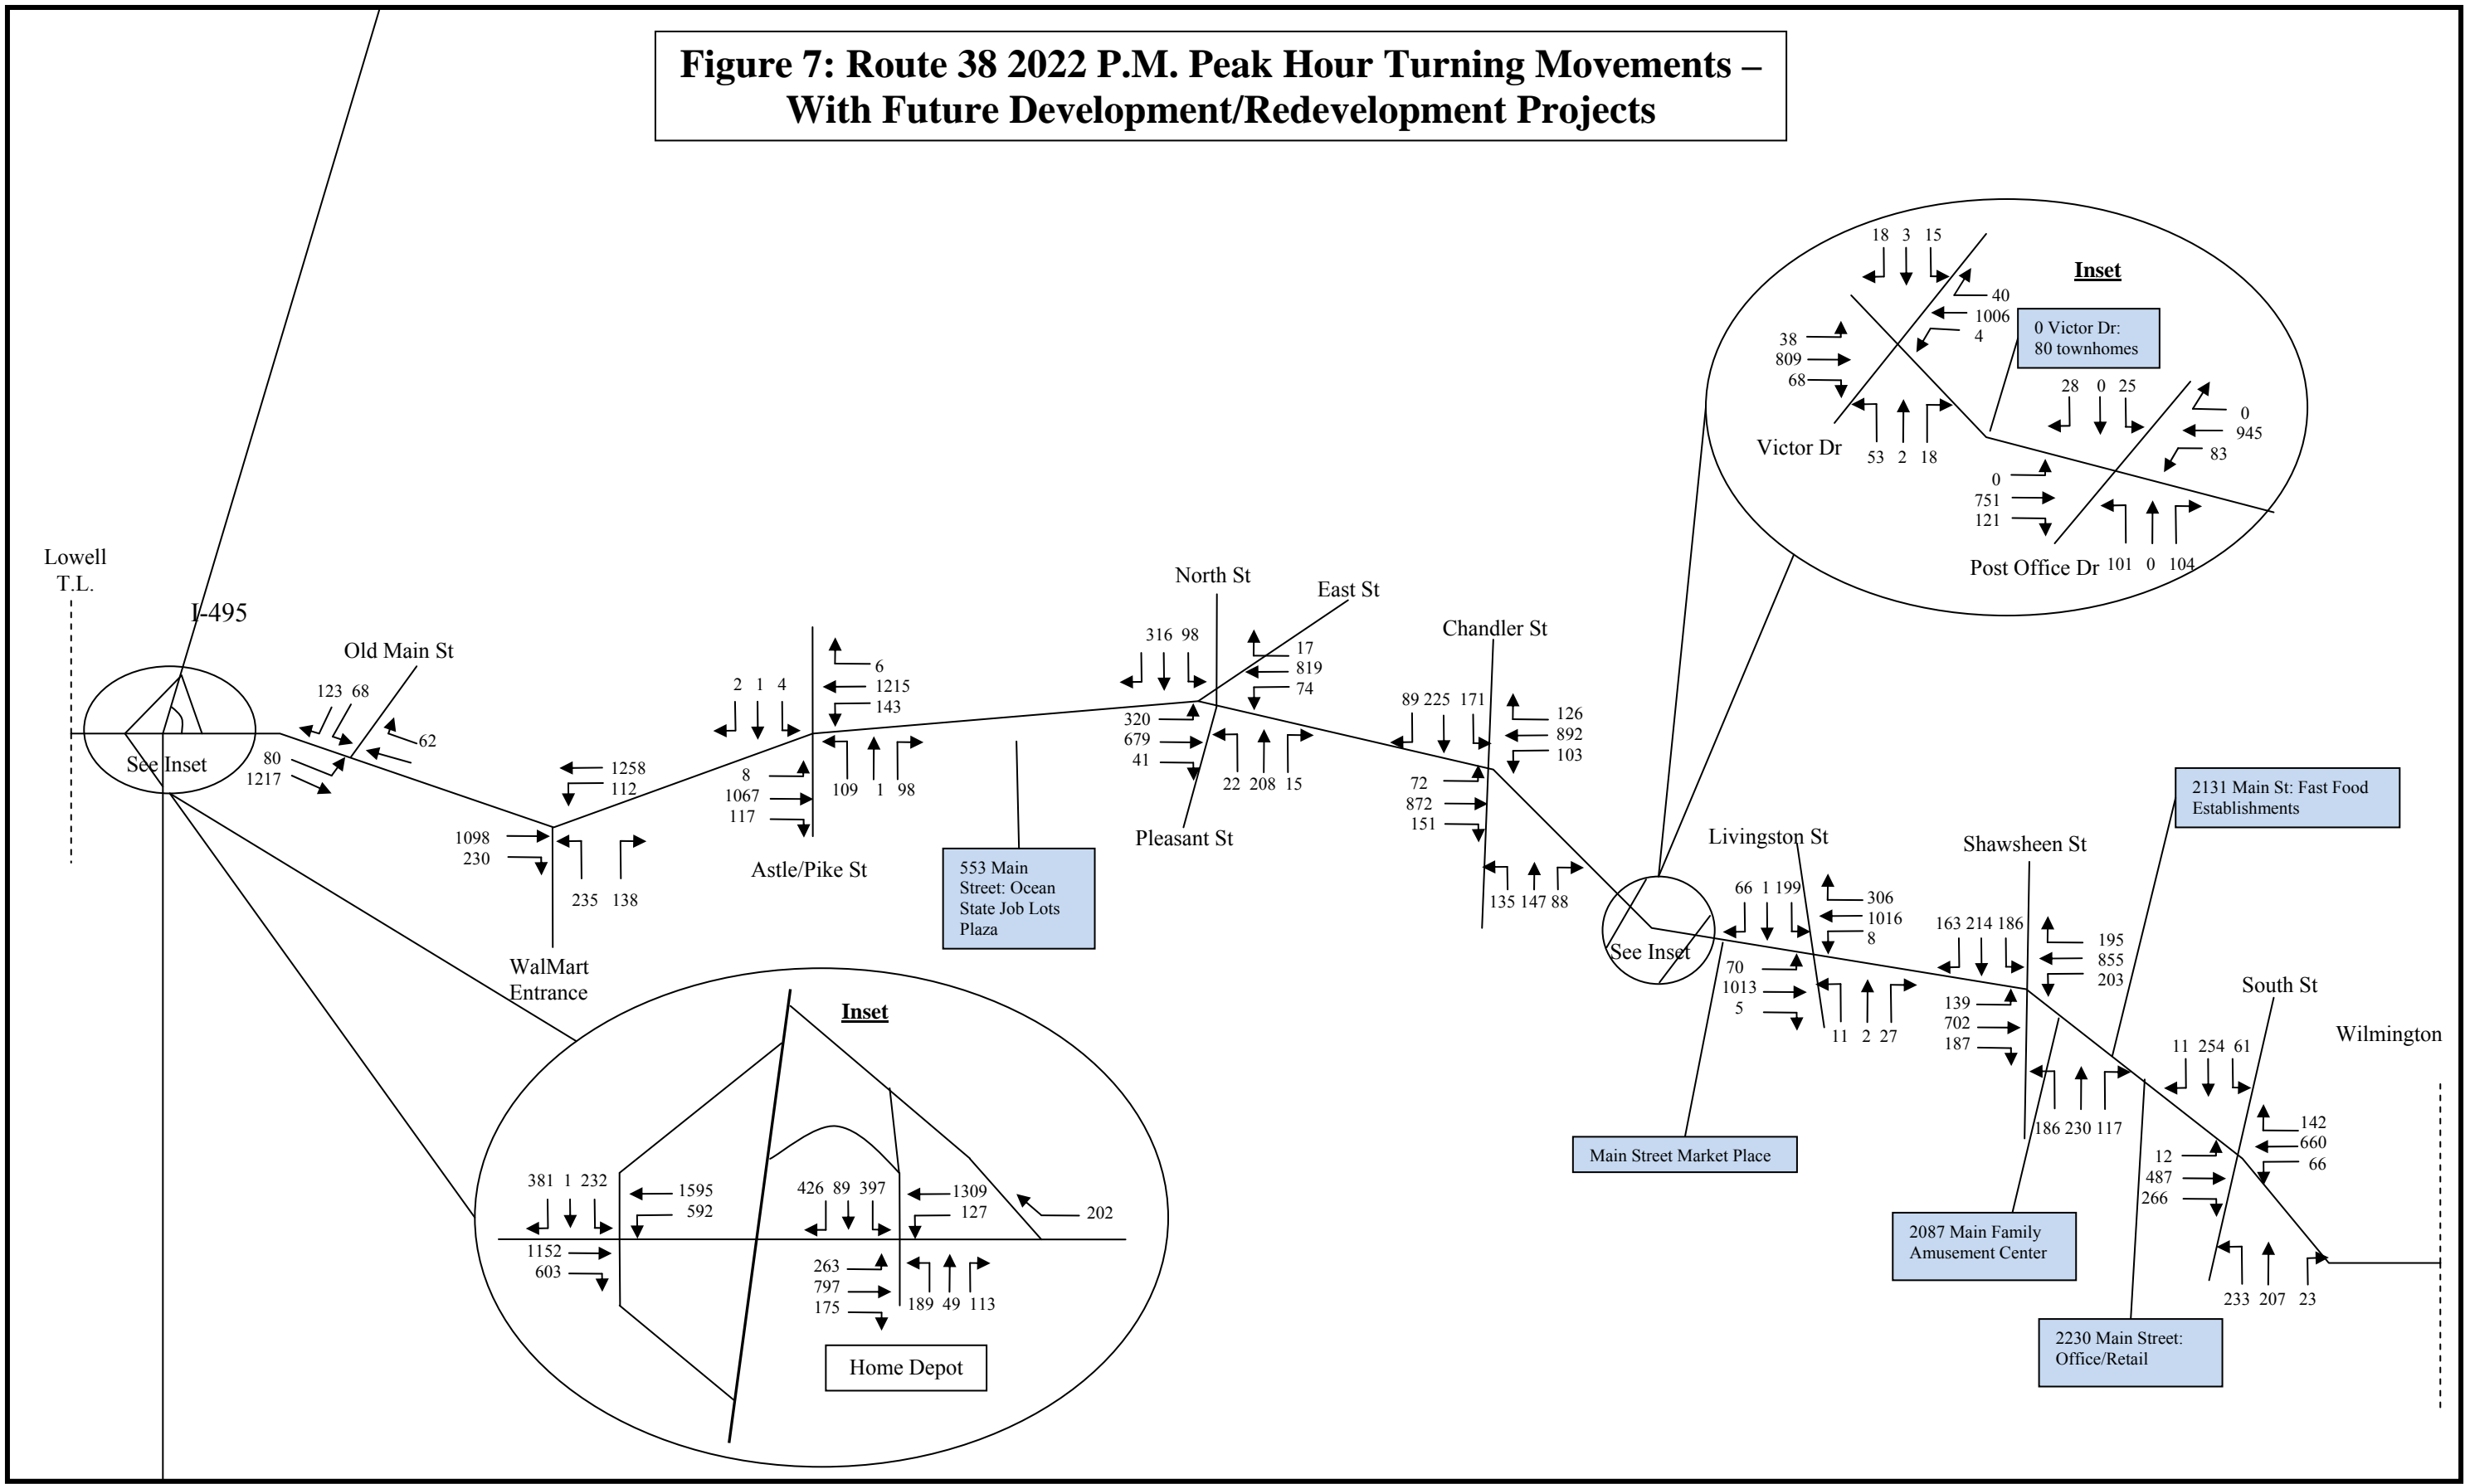 Figure 7: Route 38 2022 P.M. Peak Hour Turning Movements –
With Future Development/Redevelopment Projects
Lowell
T.L.
I-495
See Inset
Old Main St
123 68
62
80
1217
1258
112
1098
230
235 138
WalMart
Entrance
2 1 4
6
1215
143
8
1067
117
109 1 98
Astle/Pike St
553 Main
Street: Ocean
State Job Lots
Plaza
North St
East St
316 98
17
819
74
320
679
41
22 208 15
Pleasant St
Chandler St
89 225 171
126
892
103
72
872
151
135 147 88
See Inset
Inset
18 3 15
40
1006
4
38
809
68
53 2 18
Victor Dr
0 Victor Dr:
80 townhomes
28 0 25
0
945
83
0
751
121
101 0 104
Post Office Dr
Livingston St
66 1 199
306
1016
8
70
1013
5
11 2 27
Main Street Market Place
Shawsheen St
163 214 186
195
855
203
139
702
187
186 230 117
2131 Main St: Fast Food
Establishments
2087 Main Family
Amusement Center
2230 Main Street:
Office/Retail
South St
11 254 61
142
660
66
12
487
266
233 207 23
Wilmington
Inset
381 1 232
1595
592
1152
603
426 89 397
1309
127
202
263
797
175
189 49 113
Home Depot